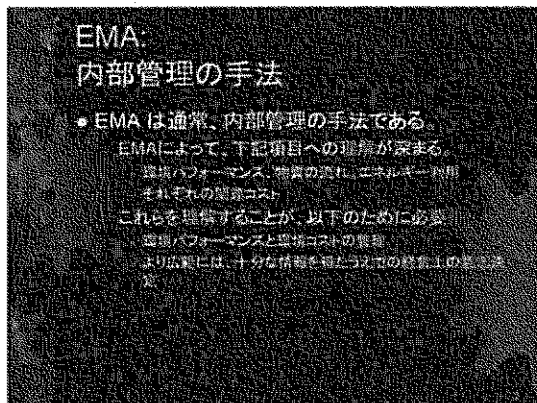 EMA:
内部管理の手法
● EMA は通常、内部管理の手法である。
EMAによって、下記項目への理解が深まる。
環境パフォーマンス、物質の流れ、エネルギー利用
それぞれの関連コスト
これらを理解することが、以下のために必要
環境パフォーマンスと環境コストの管理
より広範には、十分な情報を得たうえでの経営上の意思決
定